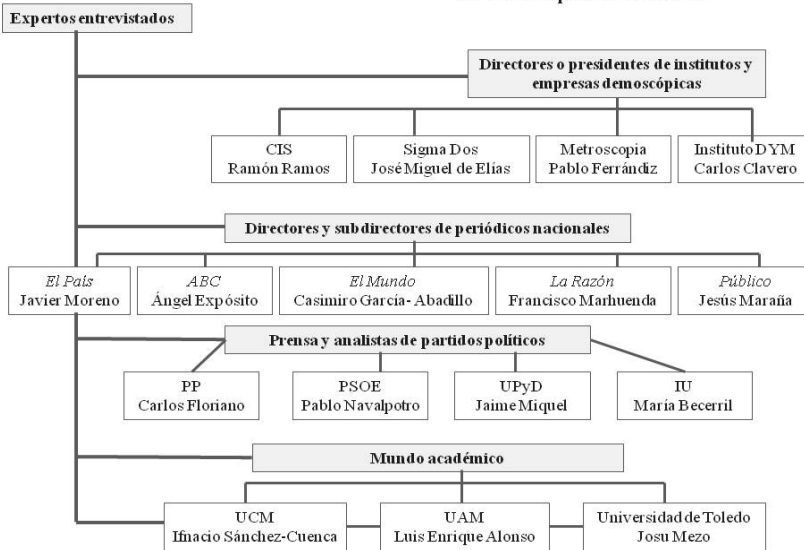 Expertos entrevistados
Directores o presidentes de institutos y
empresas demoscópicas
CIS
Ramón Ramos
Sigma Dos
José Miguel de Elías
Metroscopia
Pablo Ferrándiz
Instituto DYM
Carlos Clavero
Directores y subdirectores de periódicos nacionales
El País
Javier Moreno
ABC
Ángel Expósito
El Mundo
Casimiro García- Abadillo
La Razón
Francisco Marhuenda
Público
Jesús Maraña
Prensa y analistas de partidos políticos
PP
Carlos Floriano
PSOE
Pablo Navalpotro
UPyD
Jaime Miquel
IU
María Becerril
Mundo académico
UCM
Ifnacio Sánchez-Cuenca
UAM
Luis Enrique Alonso
Universidad de Toledo
Josu Mezo